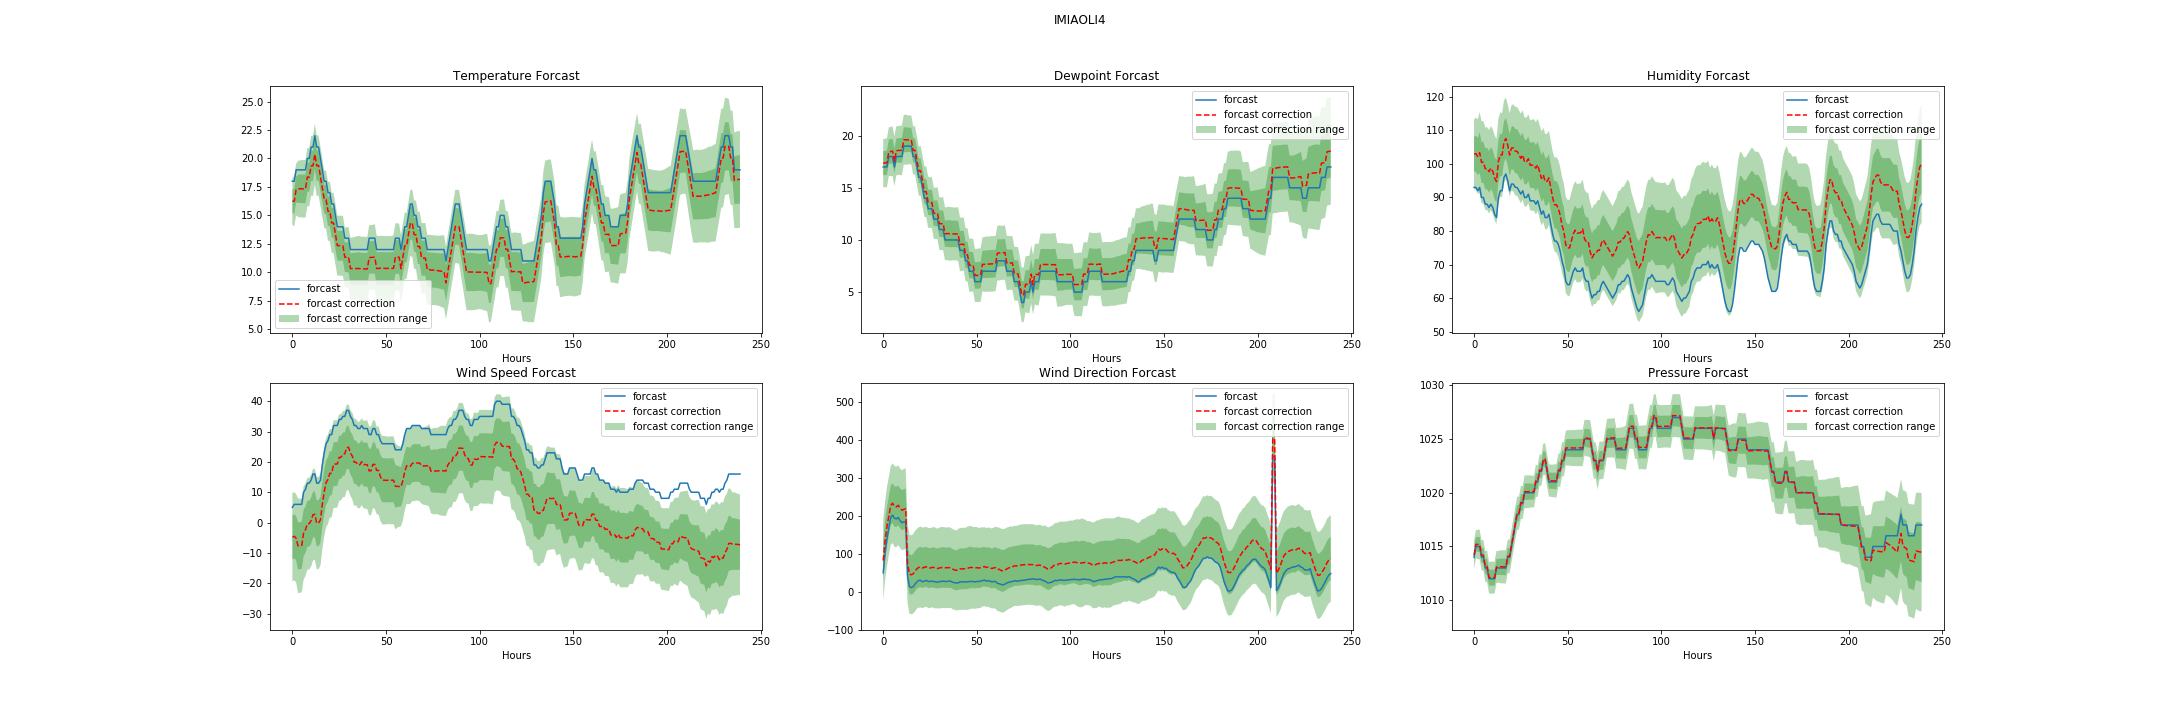 IMIAOLI4
Temperature Forcast
25.0
22.5
20.0
17.5
15.0
12.5
10.0
7.5
5.0
forcast
forcast correction
forcast correction range
0 50 100 150 200 250
Hours
Dewpoint Forcast
20
15
10
5
forcast
forcast correction
forcast correction range
0 50 100 150 200 250
Hours
Humidity Forcast
120
110
100
90
80
70
60
50
forcast
forcast correction
forcast correction range
0 50 100 150 200 250
Hours
Wind Speed Forcast
40
30
20
10
0
−10
−20
−30
forcast
forcast correction
forcast correction range
0 50 100 150 200 250
Hours
Wind Direction Forcast
500
400
300
200
100
0
−100
forcast
forcast correction
forcast correction range
0 50 100 150 200 250
Hours
Pressure Forcast
1030
1025
1020
1015
1010
forcast
forcast correction
forcast correction range
0 50 100 150 200 250
Hours